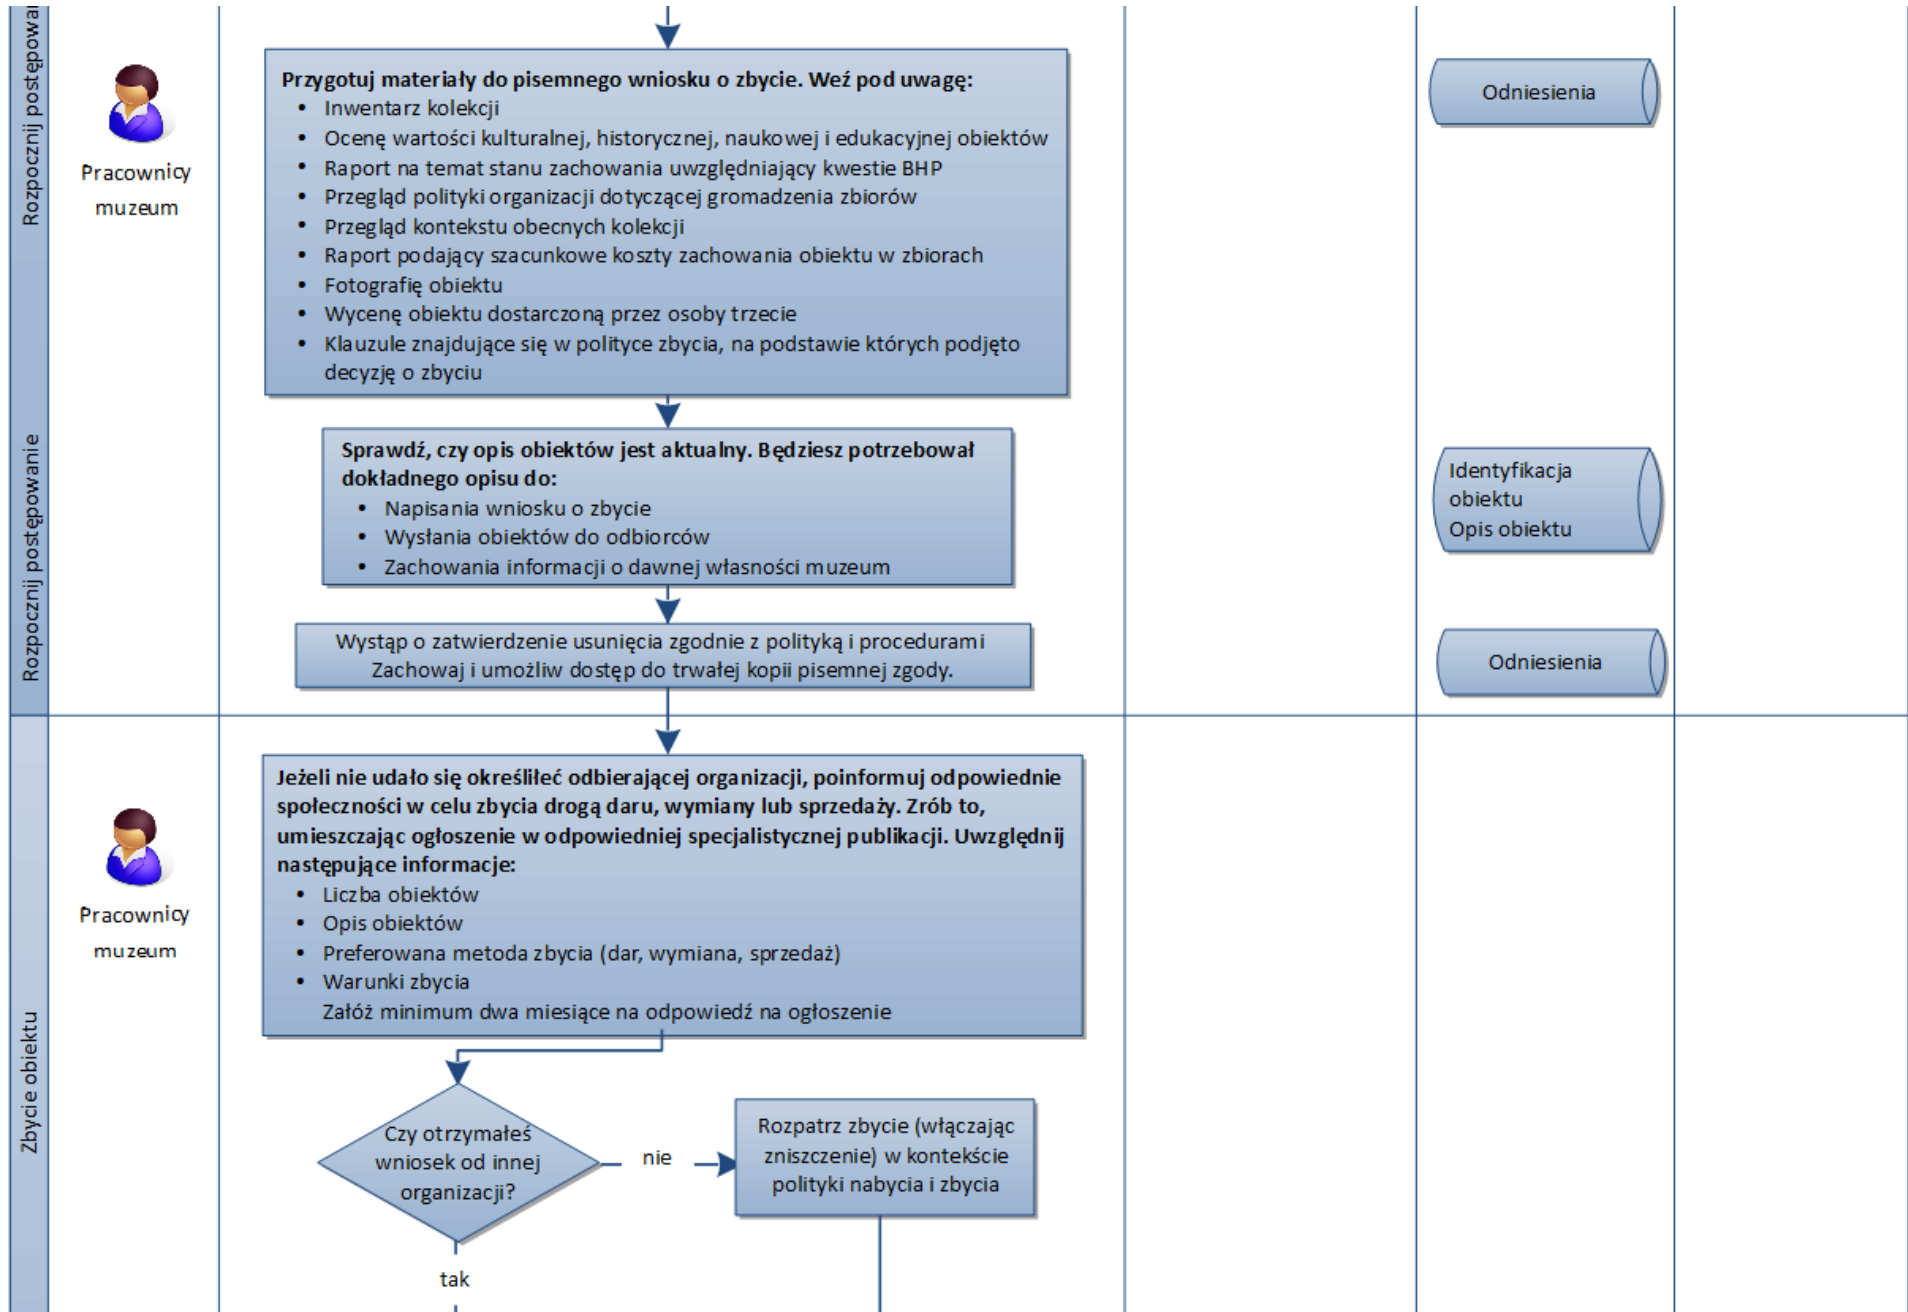 Rozpocznij postępowa
Pracownicy
muzeum
Przygotuj materiały do pisemnego wniosku o zbycie. Weź pod uwagę:
• Inwentarz kolekcji
• Ocenę wartości kulturalnej, historycznej, naukowej i edukacyjnej obiektów
• Raport na temat stanu zachowania uwzględniający kwestie BHP
• Przegląd polityki organizacji dotyczącej gromadzenia zbiorów
• Przegląd kontekstu obecnych kolekcji
• Raport podający szacunkowe koszty zachowania obiektu w zbiorach
• Fotografię obiektu
• Wycenę obiektu dostarczoną przez osoby trzecie
• Klauzule znajdujące się w polityce zbycia, na podstawie których podjęto
decyzję o zbyciu
Odniesienia
Rozpocznij postępowanie
Sprawdź, czy opis obiektów jest aktualny. Będziesz potrzebował
dokładnego opisu do:
• Napisania wniosku o zbycie
• Wysłania obiektów do odbiorców
• Zachowania informacji o dawnej własności muzeum
Identyfikacja
obiektu
Opis obiektu
Wystąp o zatwierdzenie usunięcia zgodnie z polityką i procedurami
Zachowaj i umożliw dostęp do trwałej kopii pisemnej zgody.
Odniesienia
Zbycie obiektu
Pracownicy
muzeum
Jeżeli nie udało się określiłeć odbierającej organizacji, poinformuj odpowiednie
społeczności w celu zbycia drogą daru, wymiany lub sprzedaży. Zrób to,
umieszczając ogłoszenie w odpowiedniej specjalistycznej publikacji. Uwzględnij
następujące informacje:
• Liczba obiektów
• Opis obiektów
• Preferowana metoda zbycia (dar, wymiana, sprzedaż)
• Warunki zbycia
Załóż minimum dwa miesiące na odpowiedź na ogłoszenie
Czy otrzymałeś
wniosek od innej
organizacji?
nie
Rozpatrz zbycie (włączając
zniszczenie) w kontekście
polityki nabycia i zbycia
tak